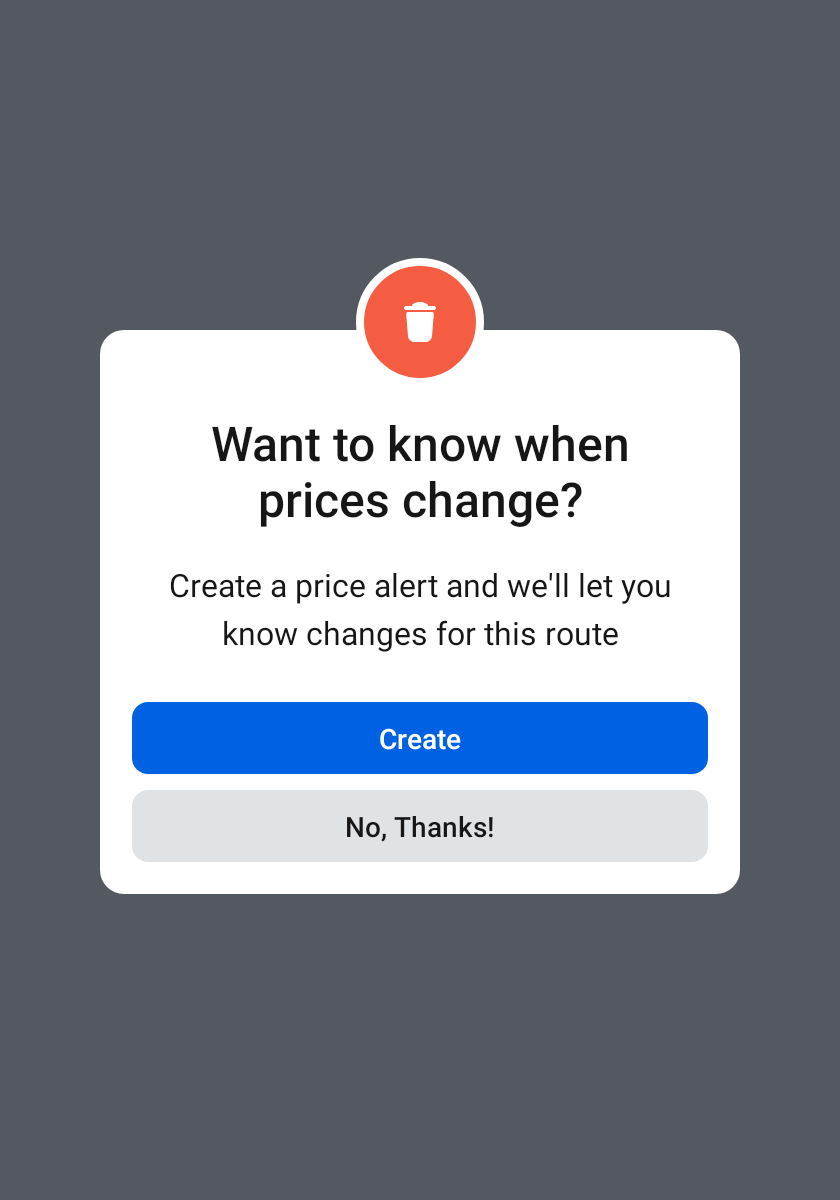 Want to know when
prices change?
Create a price alert and we'll let you
know changes for this route
Create
No, Thanks!